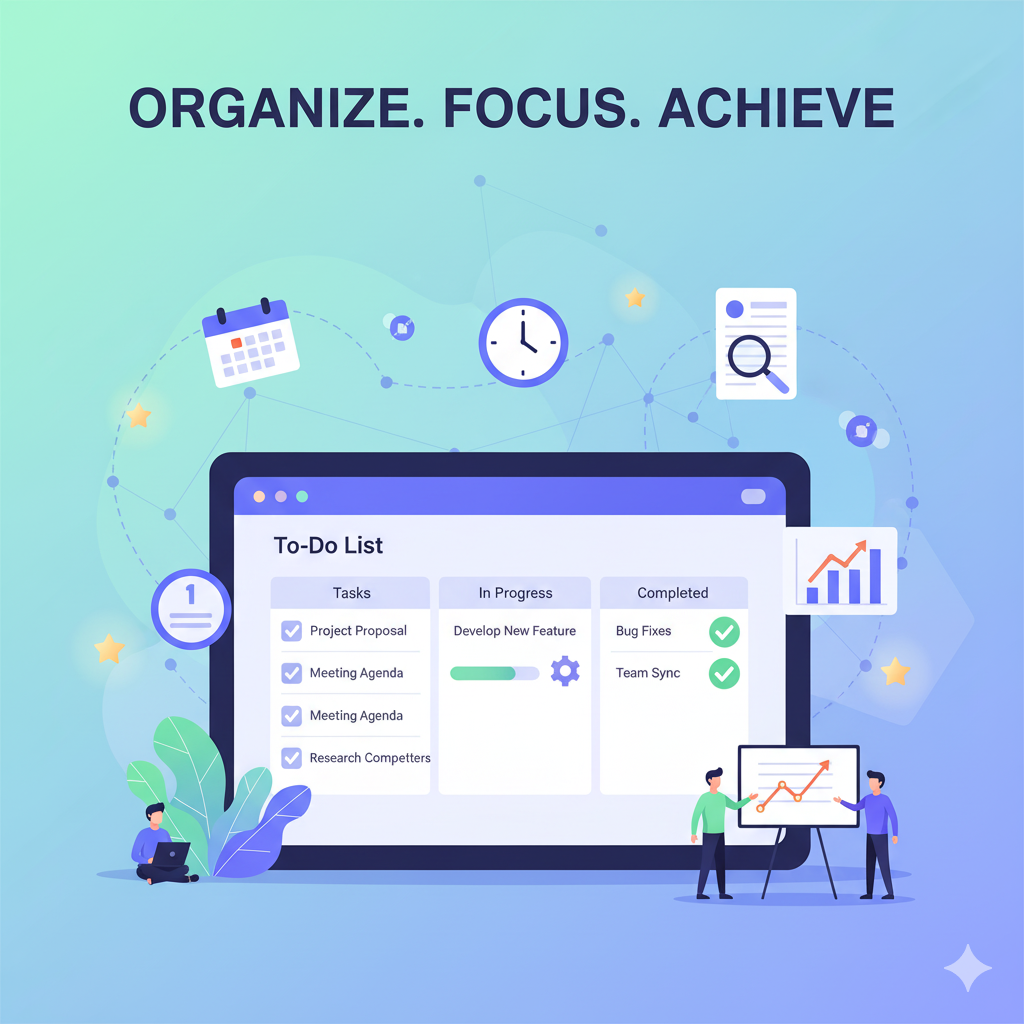 ORGANIZE. FOCUS. ACHIEVE
1
To-Do List
Tasks
Project Proposal
Meeting Agenda
Meeting Agenda
Research Competters
In Progress
Develop New Feature
Completed
Bug Fixes
Team Sync